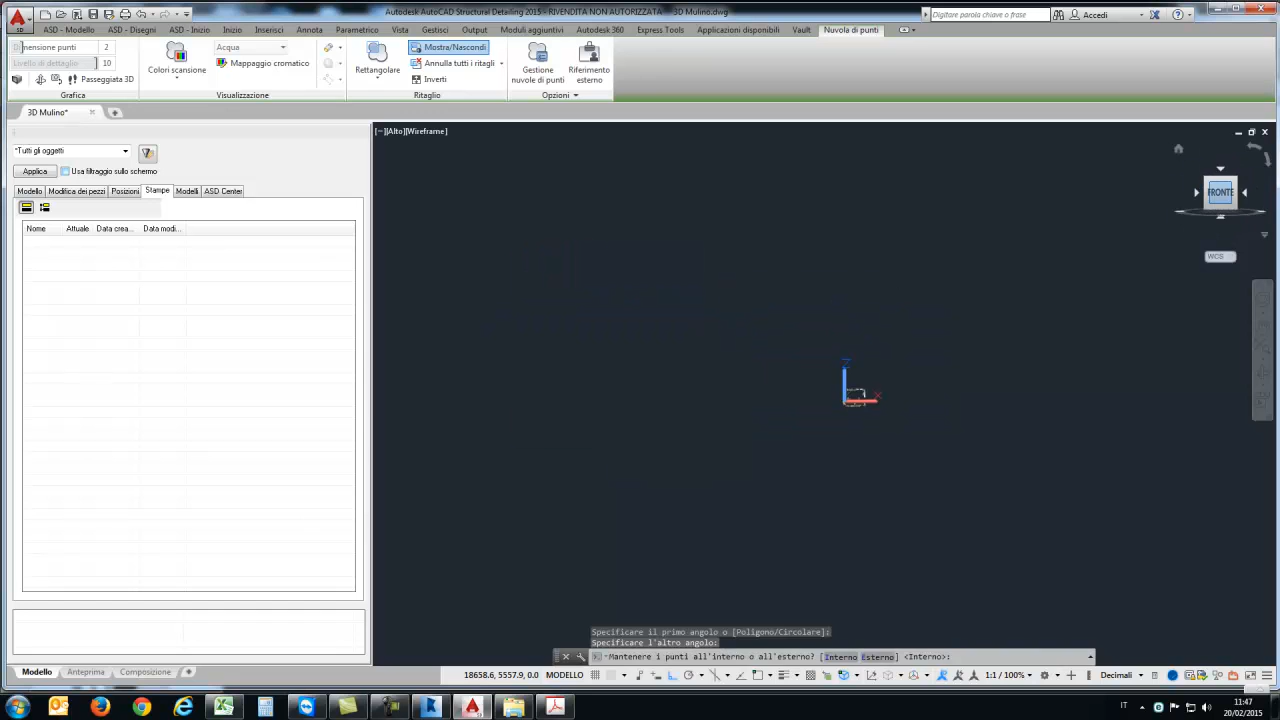 Autodesk AutoCAD Structural Detailing 2015 - RIVENDITA NON AUTORIZZATA - 3D Mulino.dwg
Digitare parola chiave o frase
Accedi
ASD - Modello
ASD - Disegni
ASD - Inizio
Inizio
Inserisci
Annota
Parametrico
Vista
Gestisci
Output
Moduli aggiuntivi
Autodesk 360
Express Tools
Applicazioni disponibili
Vault
Nuvola di punti
mensione punti 2
Livello di dettaglio 10
Passeggiata 3D
Grafica
Colori scansione
Acqua
Mappaggio cromatico
Visualizzazione
Rettangolare
Mostra/Nascondi
Annulla tutti i ritagli
Inverti
Ritaglio
Gestione nuvole di punti
Riferimento esterno
Opzioni
3D Mulino*
*Tutti gli oggetti
Applica
Usa filtraggio sullo schermo
Modello
Modifica dei pezzi
Posizioni
Stampe
Modelli
ASD Center
Nome
Attuale
Data crea...
Data modi...
[−]Alto]Wireframe]
FRONTE
WCS
Z
X
Specificare il primo angolo o [Poligono/Circolare]:
Specificare l'altro angolo:
Mantenere i punti all'interno o all'esterno? [Interno Esterno] <Interno>:
Modello
Anteprima
Composizione
18658.6, 5557.9, 0.0
MODELLO
1:1 / 100%
Decimali
IT
11:47
20/02/2015